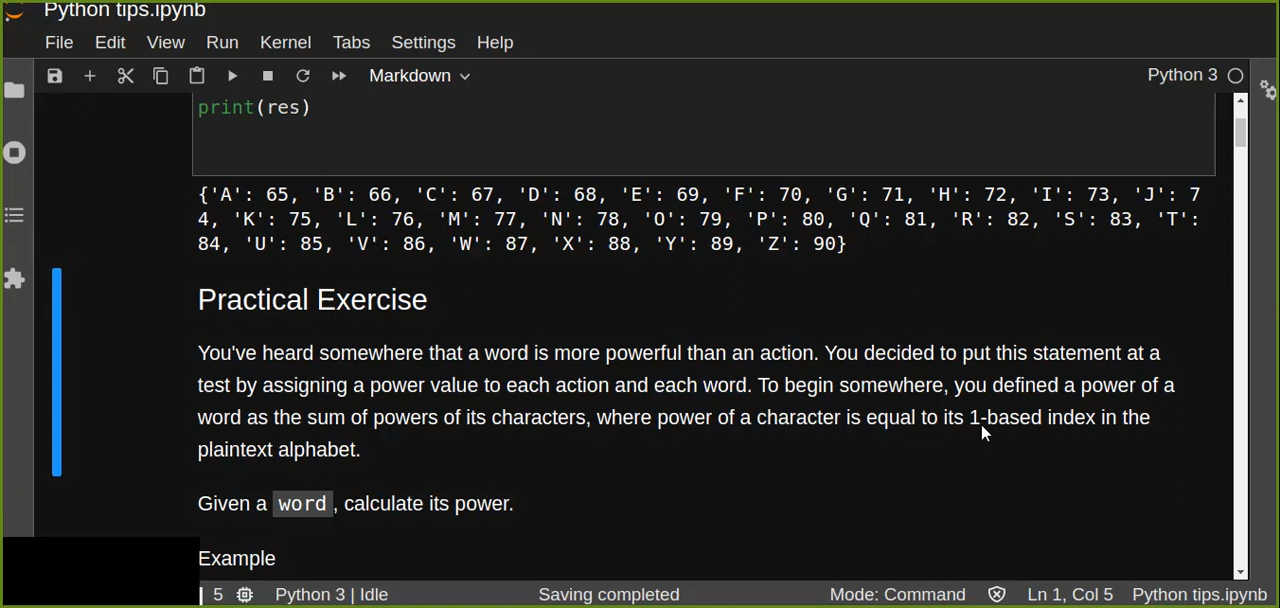 Python tips.ipynb
File Edit View Run Kernel Tabs Settings Help
Markdown Python 3
print(res)
{'A': 65, 'B': 66, 'C': 67, 'D': 68, 'E': 69, 'F': 70, 'G': 71, 'H': 72, 'I': 73, 'J': 7
4, 'K': 75, 'L': 76, 'M': 77, 'N': 78, 'O': 79, 'P': 80, 'Q': 81, 'R': 82, 'S': 83, 'T':
84, 'U': 85, 'V': 86, 'W': 87, 'X': 88, 'Y': 89, 'Z': 90}
Practical Exercise
You've heard somewhere that a word is more powerful than an action. You decided to put this statement at a
test by assigning a power value to each action and each word. To begin somewhere, you defined a power of a
word as the sum of powers of its characters, where power of a character is equal to its 1-based index in the
plaintext alphabet.
Given a word, calculate its power.
Example
5 Python 3 | Idle Saving completed Mode: Command Ln 1, Col 5 Python tips.ipynb